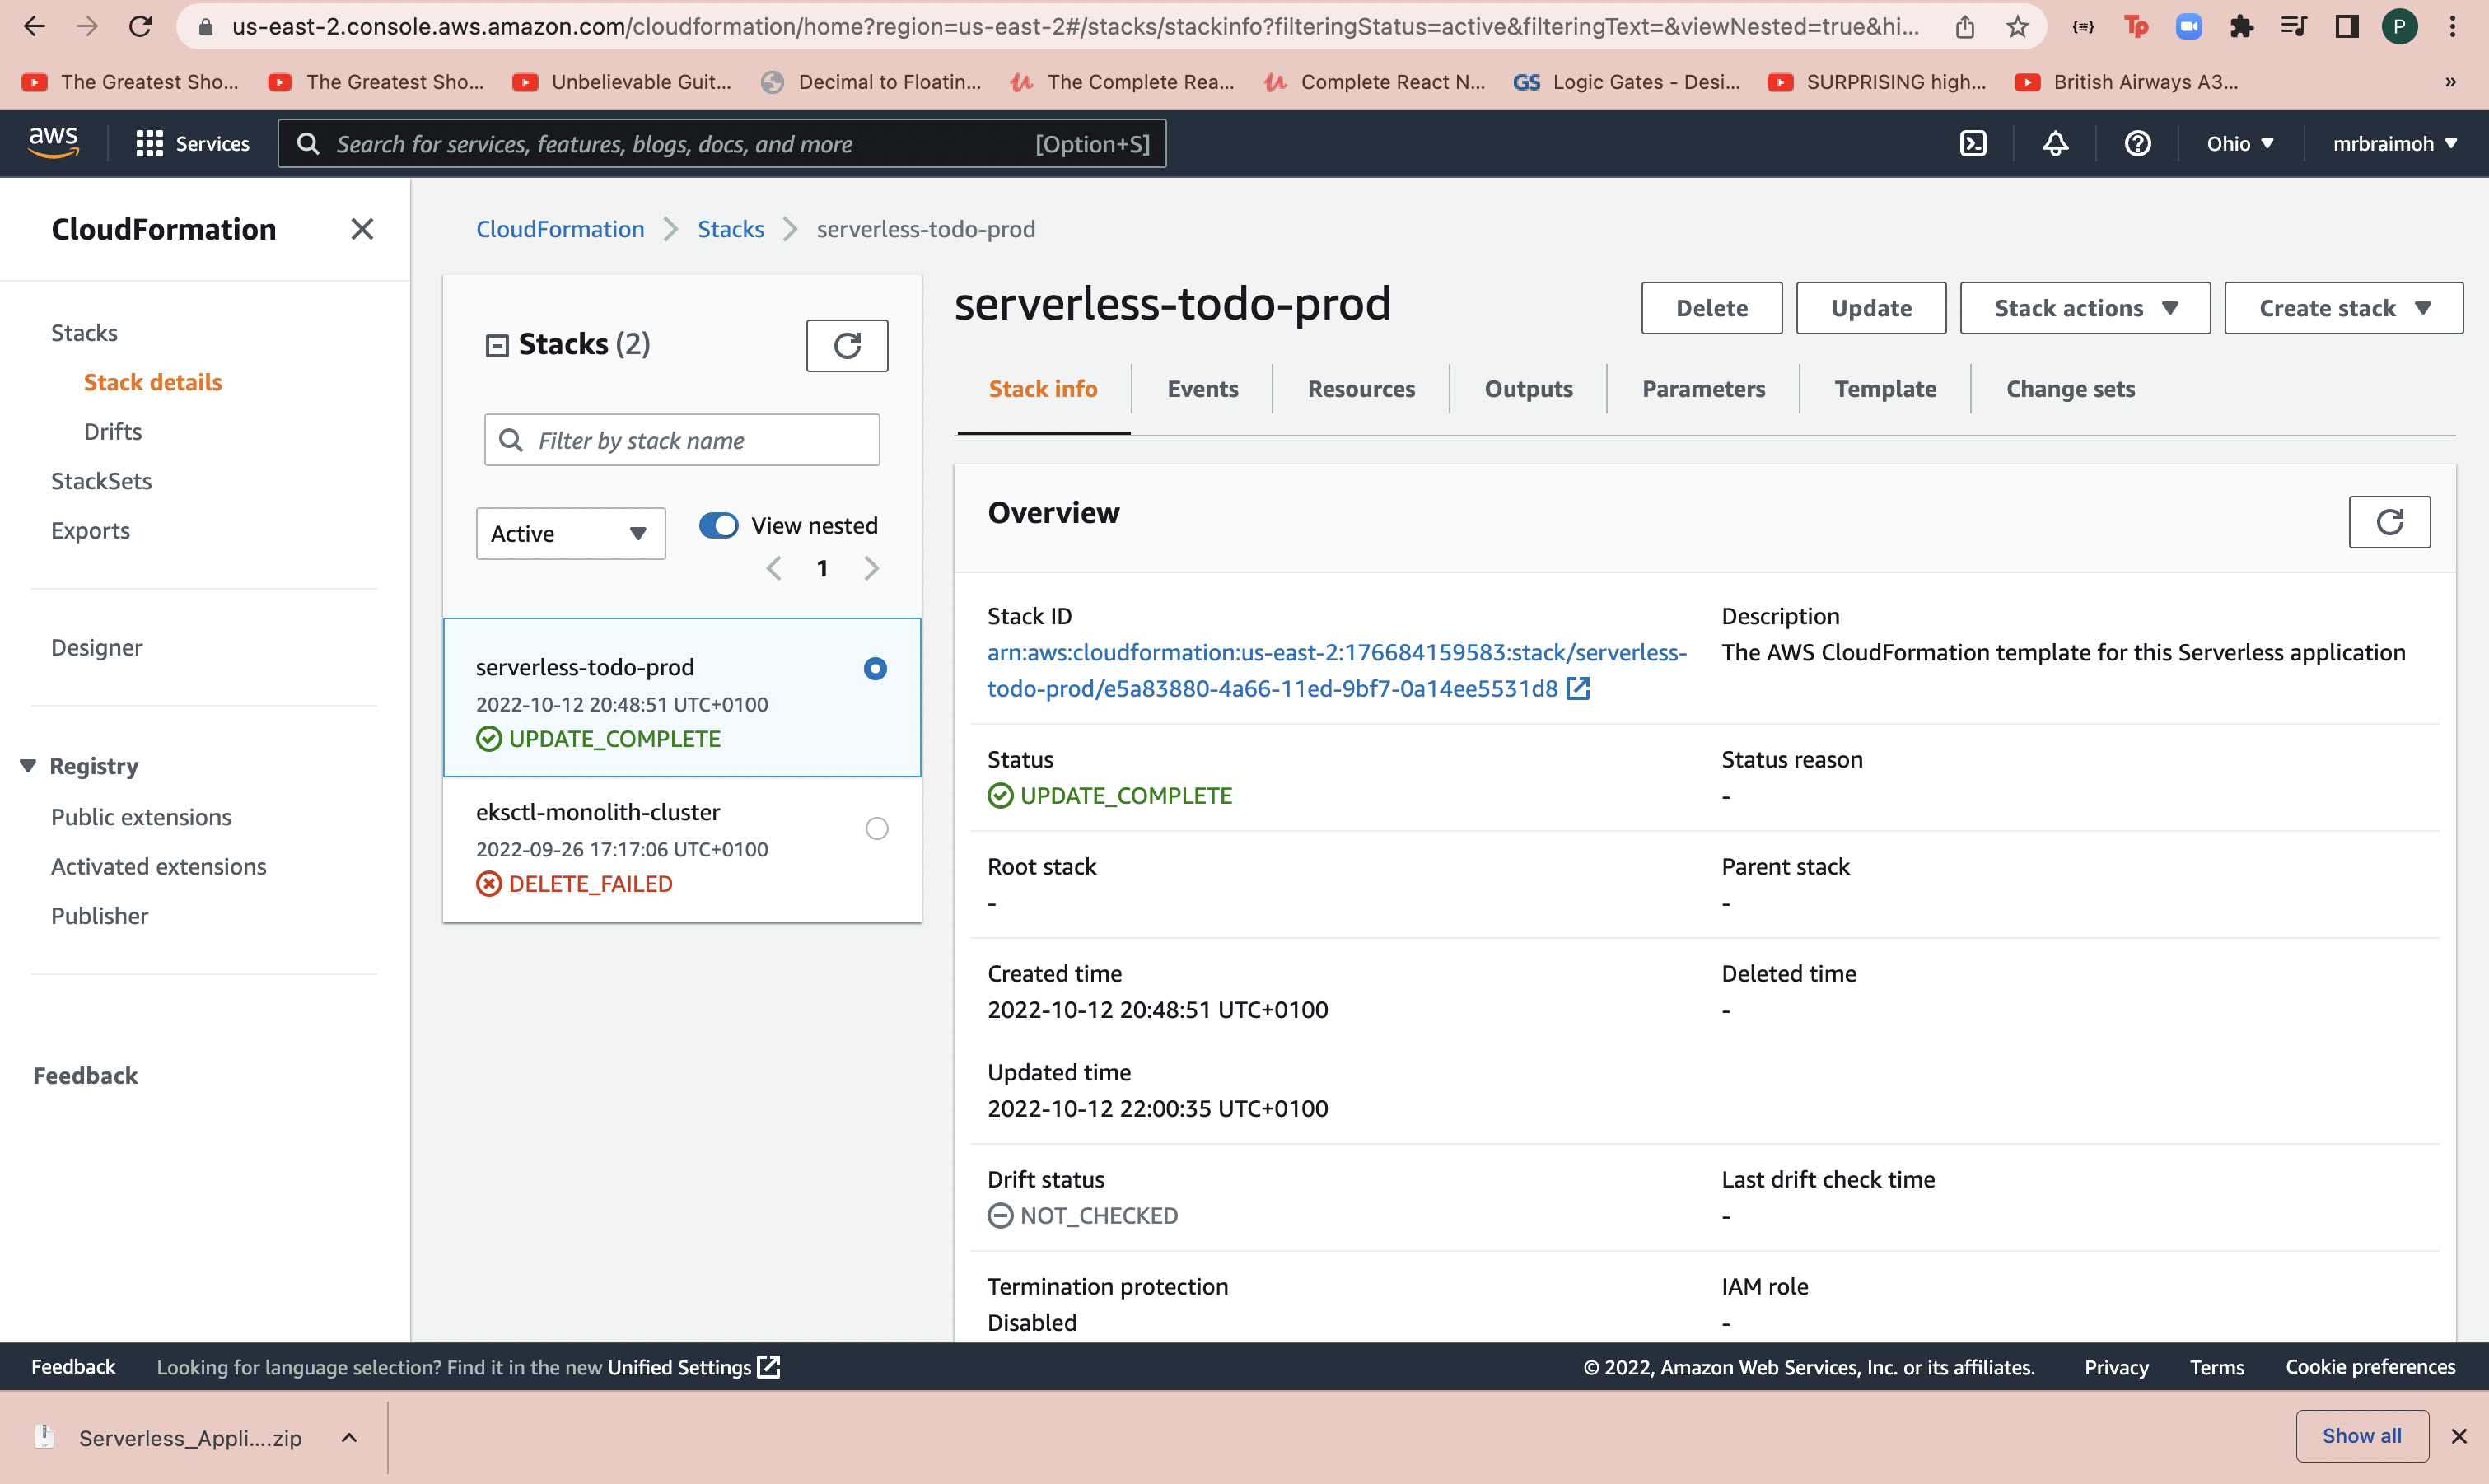 us-east-2.console.aws.amazon.com/cloudformation/home?region=us-east-2#/stacks/stackinfo?filteringStatus=active&filteringText=&viewNested=true&hi...
Tp
P
The Greatest Sho...
The Greatest Sho...
Unbelievable Guit...
Decimal to Floatin...
The Complete Rea...
Complete React N...
GS Logic Gates - Desi...
SURPRISING high...
British Airways A3...
»
aws
Services
Search for services, features, blogs, docs, and more
[Option+S]
Ohio
mrbraimoh
CloudFormation
Stacks
Stack details
Drifts
StackSets
Exports
Designer
Registry
Public extensions
Activated extensions
Publisher
Feedback
CloudFormation
Stacks
serverless-todo-prod
Stacks (2)
Filter by stack name
Active
View nested
1
serverless-todo-prod
2022-10-12 20:48:51 UTC+0100
UPDATE_COMPLETE
eksctl-monolith-cluster
2022-09-26 17:17:06 UTC+0100
DELETE_FAILED
serverless-todo-prod
Delete
Update
Stack actions
Create stack
Stack info
Events
Resources
Outputs
Parameters
Template
Change sets
Overview
Stack ID
arn:aws:cloudformation:us-east-2:176684159583:stack/serverless-
todo-prod/e5a83880-4a66-11ed-9bf7-0a14ee5531d8
Description
The AWS CloudFormation template for this Serverless application
Status
UPDATE_COMPLETE
Status reason
-
Root stack
-
Parent stack
-
Created time
2022-10-12 20:48:51 UTC+0100
Deleted time
-
Updated time
2022-10-12 22:00:35 UTC+0100
Drift status
NOT_CHECKED
Last drift check time
-
Termination protection
Disabled
IAM role
-
Feedback
Looking for language selection? Find it in the new Unified Settings
© 2022, Amazon Web Services, Inc. or its affiliates.
Privacy
Terms
Cookie preferences
Serverless_Appli....zip
Show all